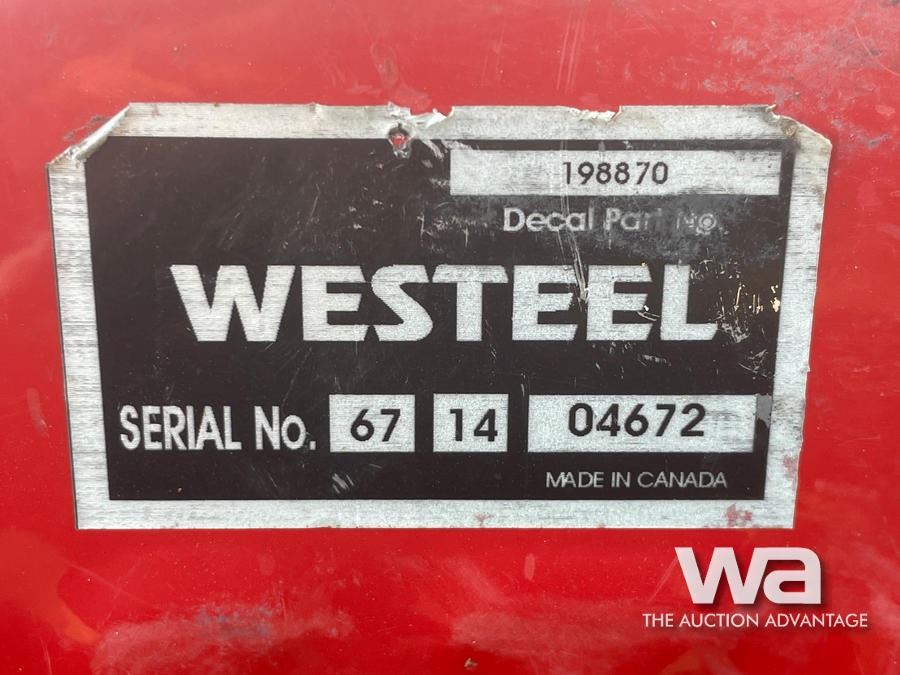 198870
Decal Part No.
WESTEEL
SERIAL No. 67 14 04672
MADE IN CANADA
wa
THE AUCTION ADVANTAGE